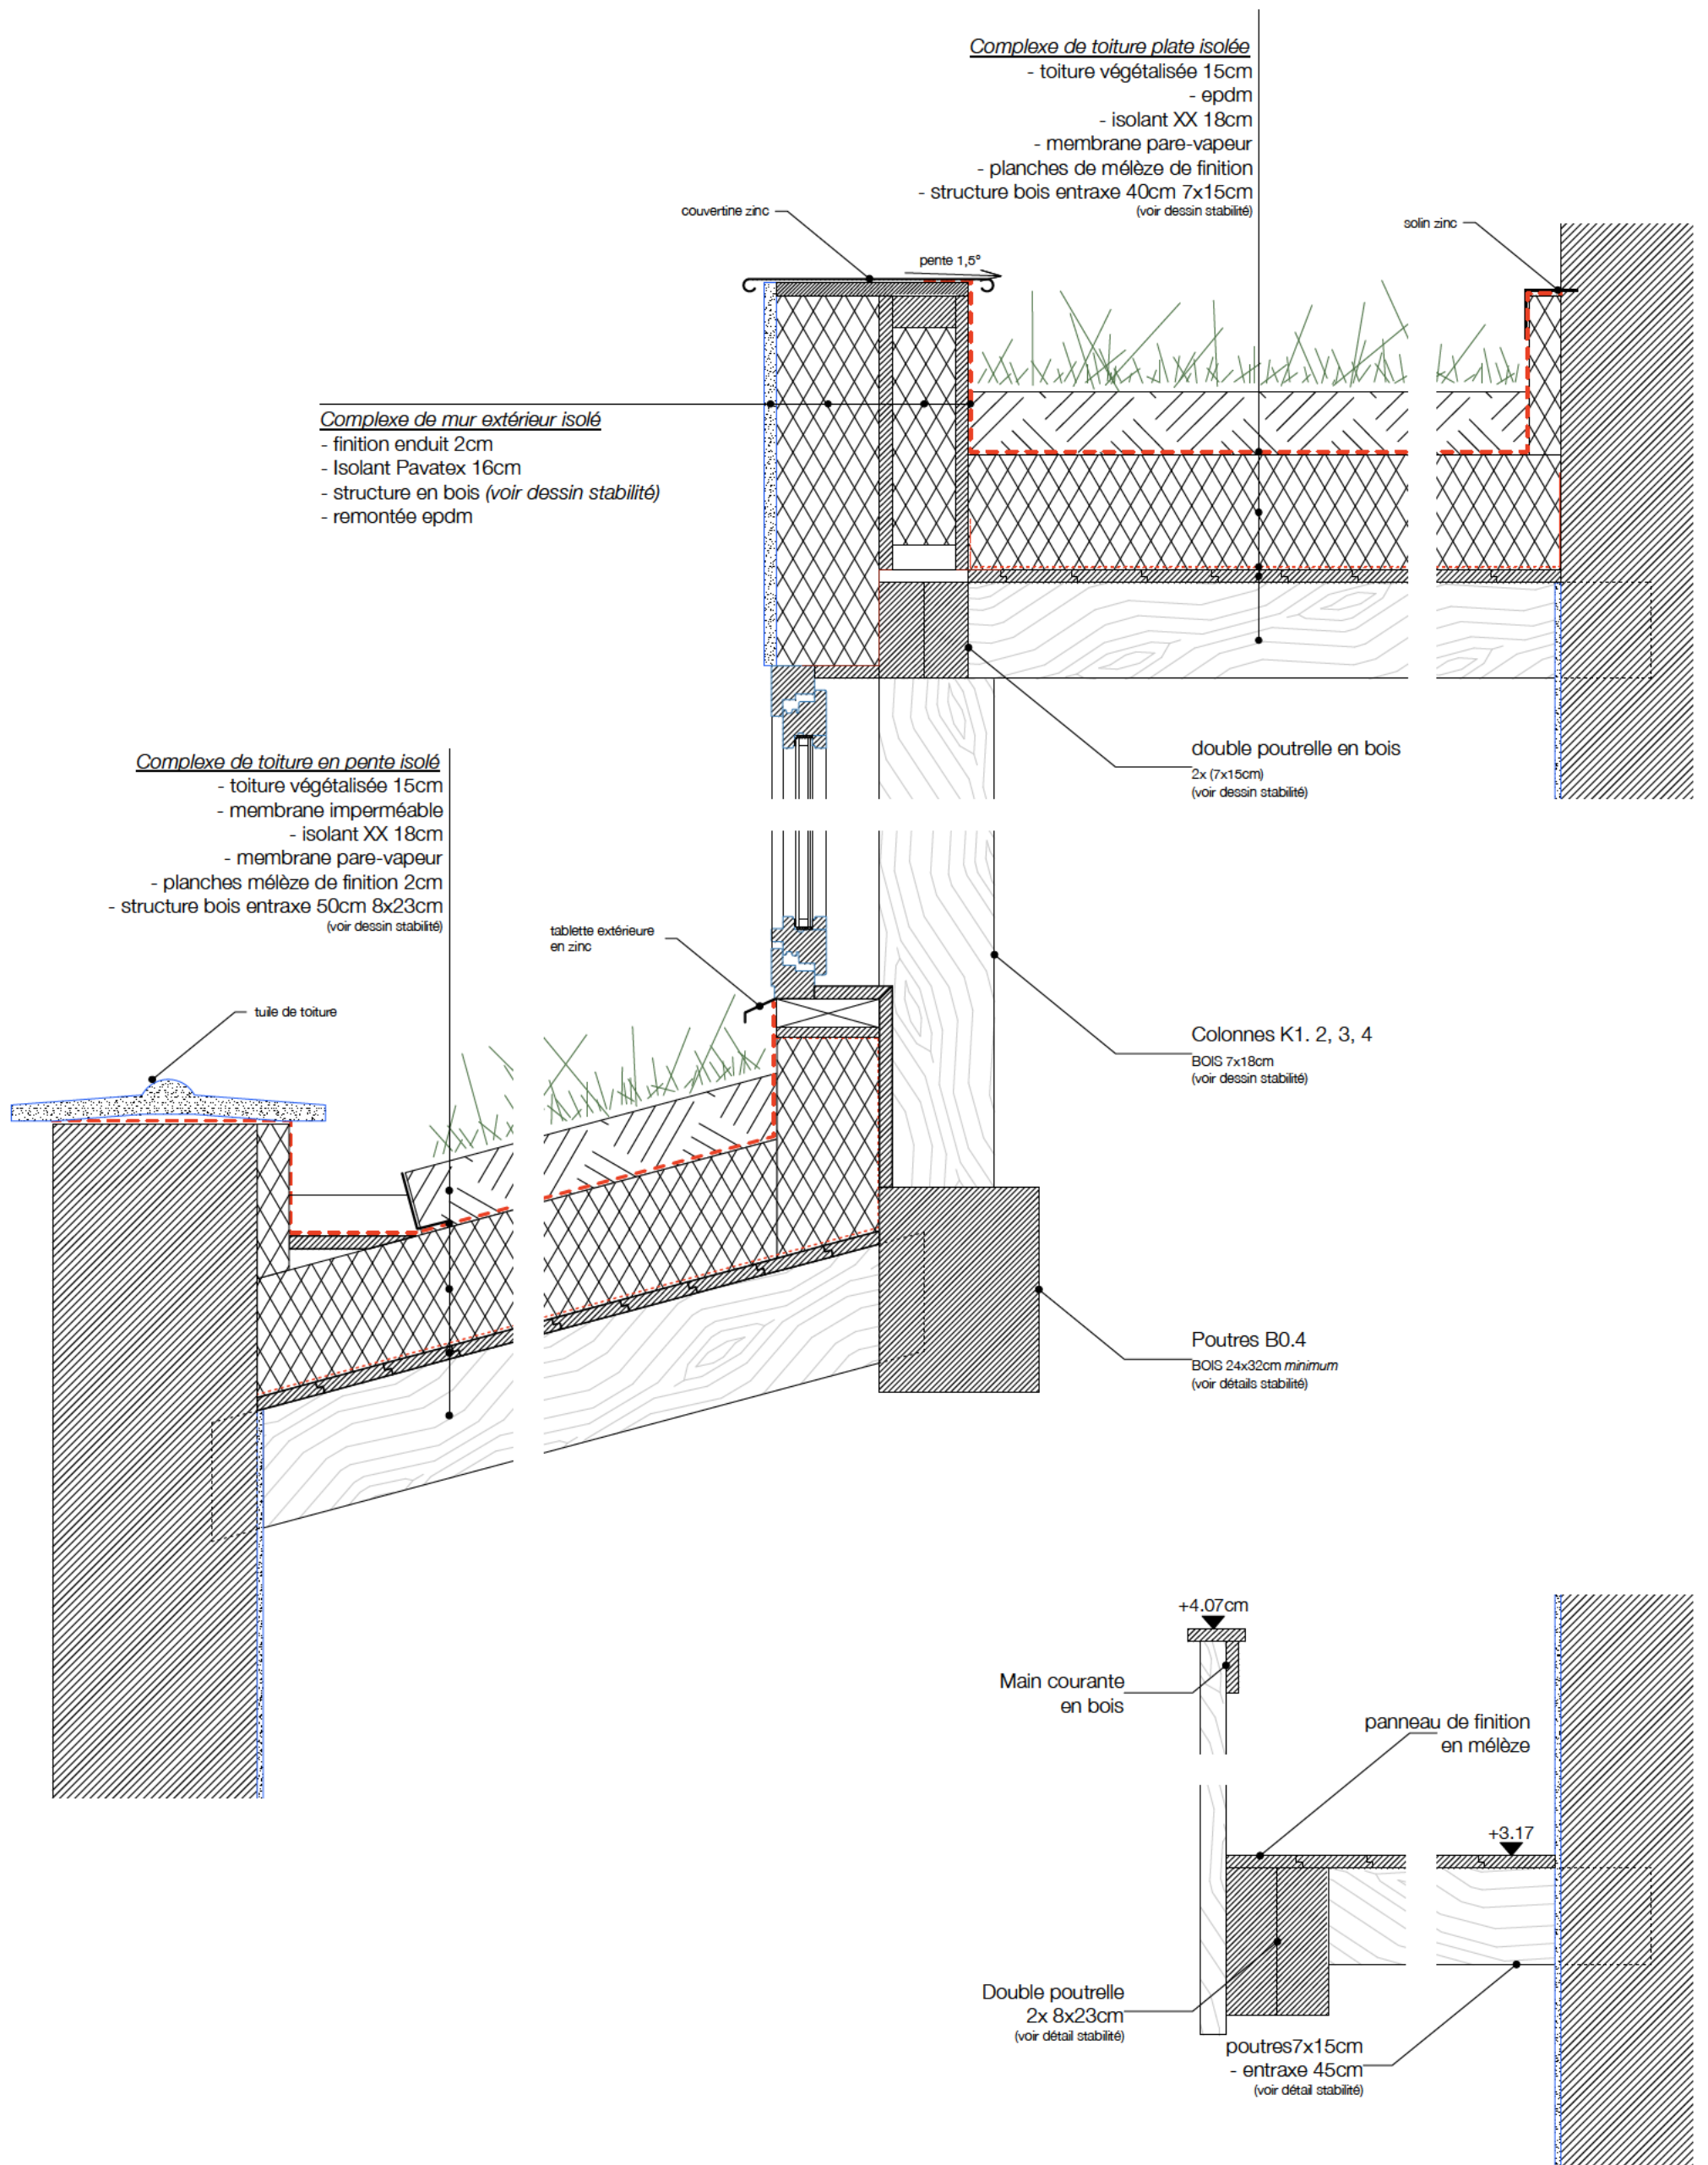 Complexe de toiture plate isolée
- toiture végétalisée 15cm
- epdm
- isolant XX 18cm
- membrane pare-vapeur
- planches de mélèze de finition
- structure bois entraxe 40cm 7x15cm
(voir dessin stabilité)
couvertine zinc
solin zinc
pente 1,5°
Complexe de mur extérieur isolé
- finition enduit 2cm
- Isolant Pavatex 16cm
- structure en bois (voir dessin stabilité)
- remontée epdm
double poutrelle en bois
2x (7x15cm)
(voir dessin stabilité)
Complexe de toiture en pente isolé
- toiture végétalisée 15cm
- membrane imperméable
- isolant XX 18cm
- membrane pare-vapeur
- planches mélèze de finition 2cm
- structure bois entraxe 50cm 8x23cm
(voir dessin stabilité)
tablette extérieure
en zinc
tuile de toiture
Colonnes K1. 2, 3, 4
BOIS 7x18cm
(voir dessin stabilité)
Poutres B0.4
BOIS 24x32cm minimum
(voir détails stabilité)
+4.07cm
Main courante
en bois
panneau de finition
en mélèze
+3.17
Double poutrelle
2x 8x23cm
(voir détail stabilité)
poutres7x15cm
- entraxe 45cm
(voir détail stabilité)